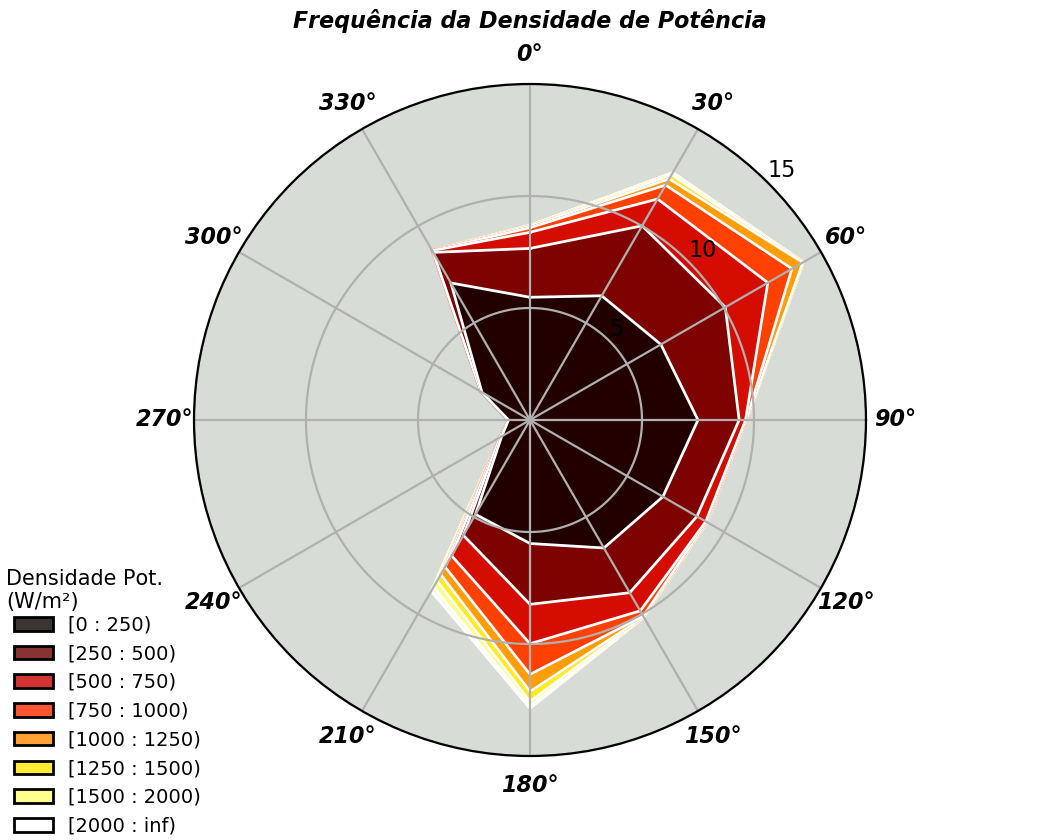 Frequência da Densidade de Potência
0°
330°
30°
15
300°
60°
10
5
270°
90°
240°
120°
210°
150°
180°
Densidade Pot.
(W/m²)
[0 : 250)
[250 : 500)
[500 : 750)
[750 : 1000)
[1000 : 1250)
[1250 : 1500)
[1500 : 2000)
[2000 : inf)